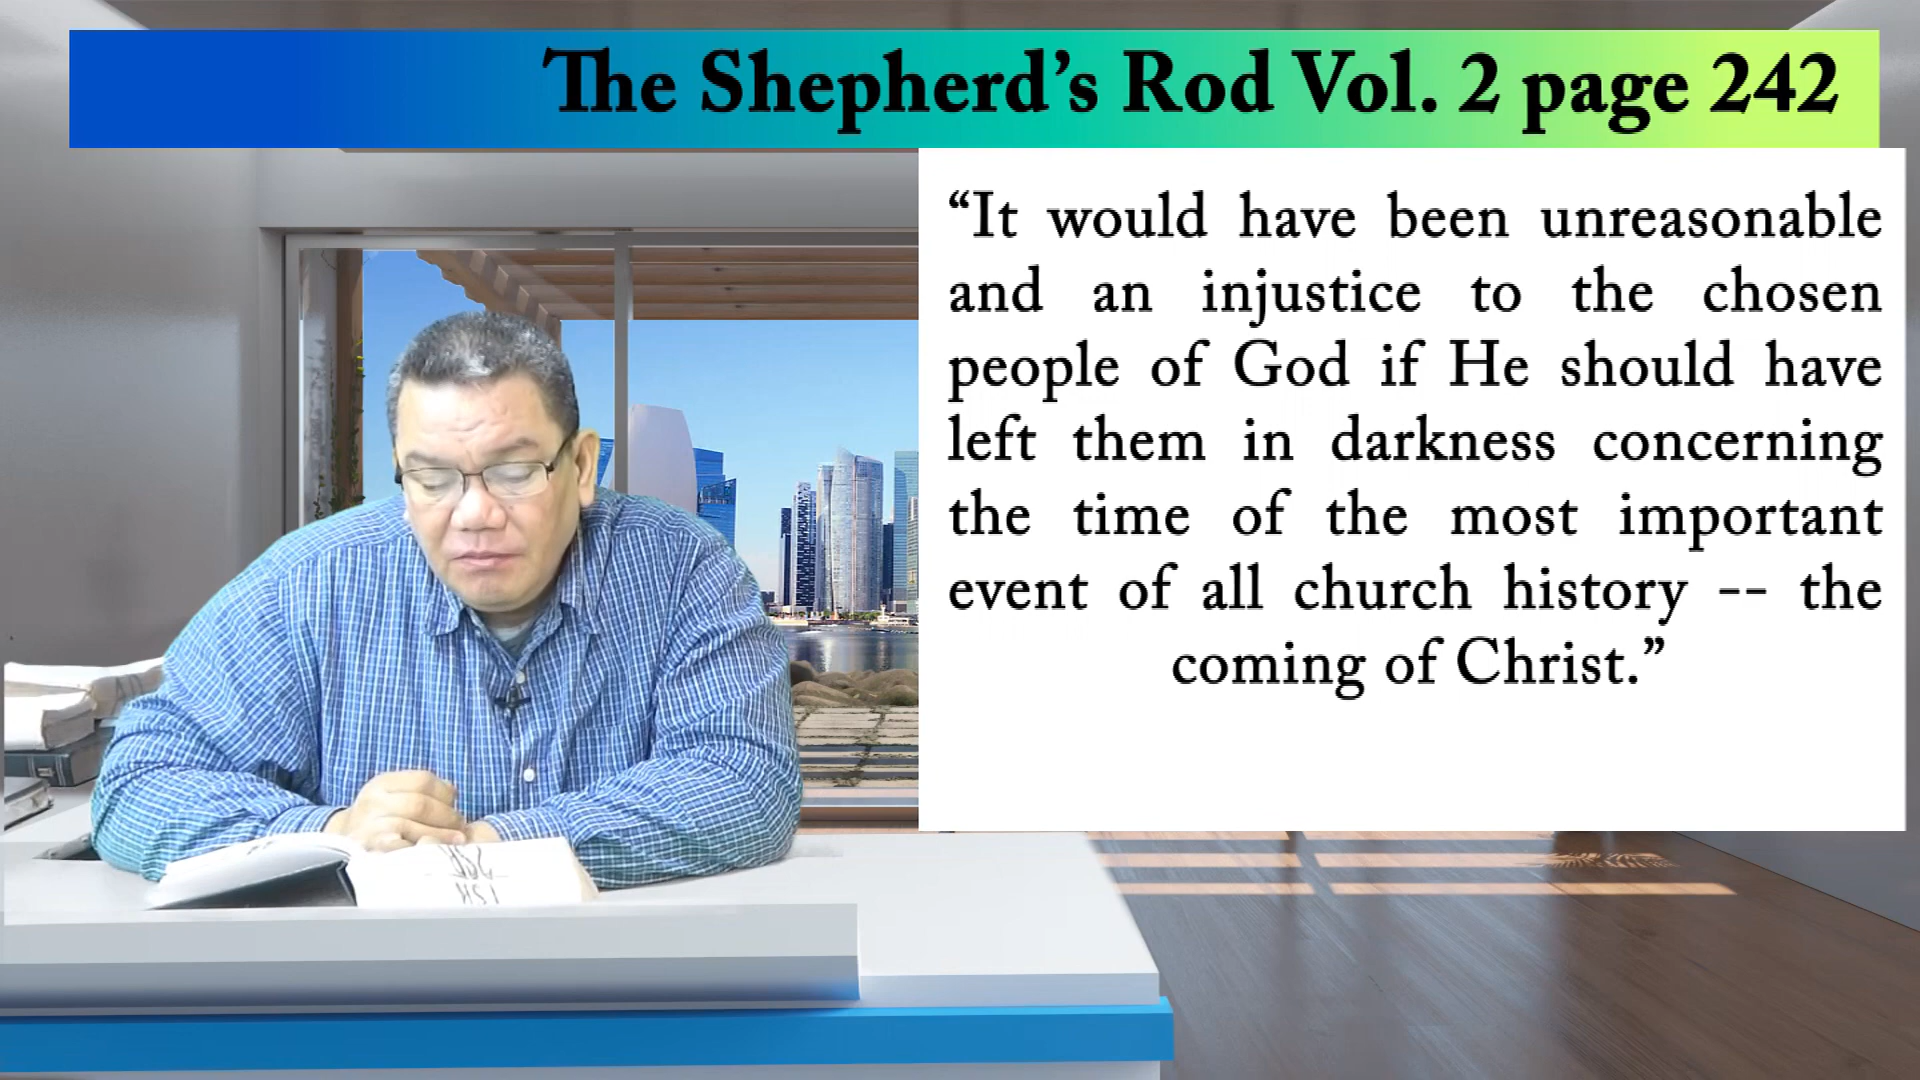 The Shepherd’s Rod Vol. 2 page 242
“It would have been unreasonable
and an injustice to the chosen
people of God if He should have
left them in darkness concerning
the time of the most important
event of all church history -- the
coming of Christ.”